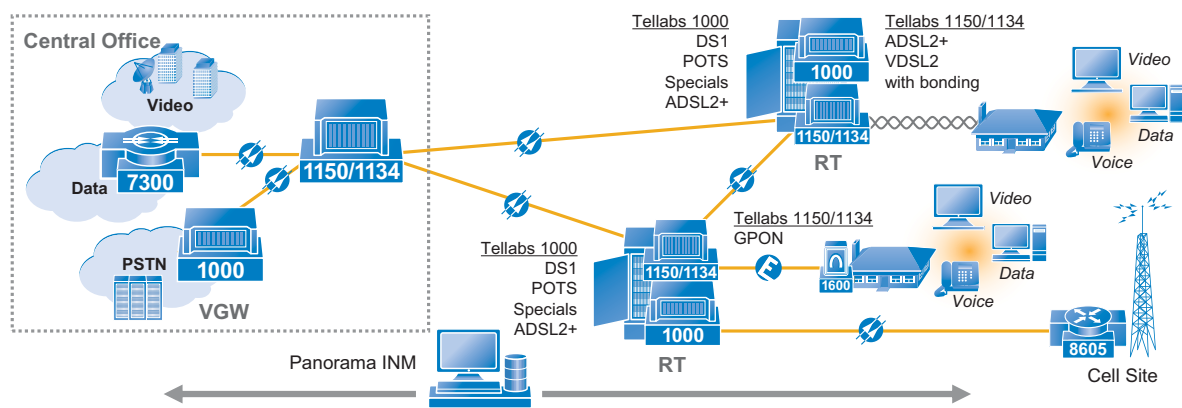 Central Office
Video
7300
Data
1150/1134
1000
PSTN
VGW
Tellabs 1000
DS1
POTS
Specials
ADSL2+
1000
1150/1134
RT
Tellabs 1150/1134
ADSL2+
VDSL2
with bonding
Video
Data
Voice
Tellabs 1000
DS1
POTS
Specials
ADSL2+
1150/1134
1000
RT
Tellabs 1150/1134
GPON
E
1600
Video
Data
Voice
8605
Cell Site
Panorama INM